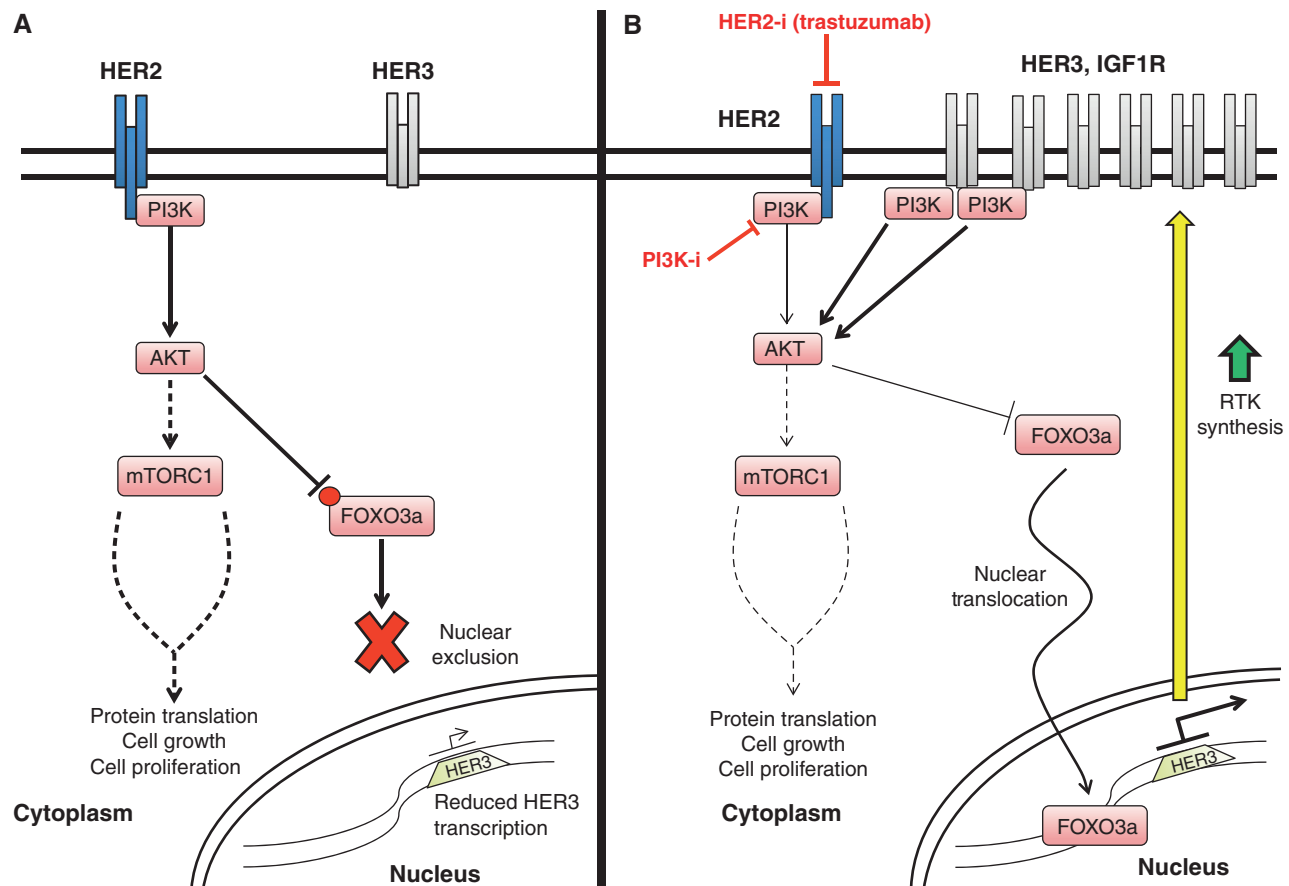 A
HER2
HER3
PI3K
AKT
mTORC1
FOXO3a
Nuclear
exclusion
Protein translation
Cell growth
Cell proliferation
HER3
Reduced HER3
transcription
Cytoplasm
Nucleus
B
HER2-i (trastuzumab)
HER3, IGF1R
HER2
PI3K
PI3K
PI3K
PI3K-i
AKT
RTK
synthesis
FOXO3a
mTORC1
Nuclear
translocation
Protein translation
Cell growth
Cell proliferation
HER3
Cytoplasm
FOXO3a
Nucleus